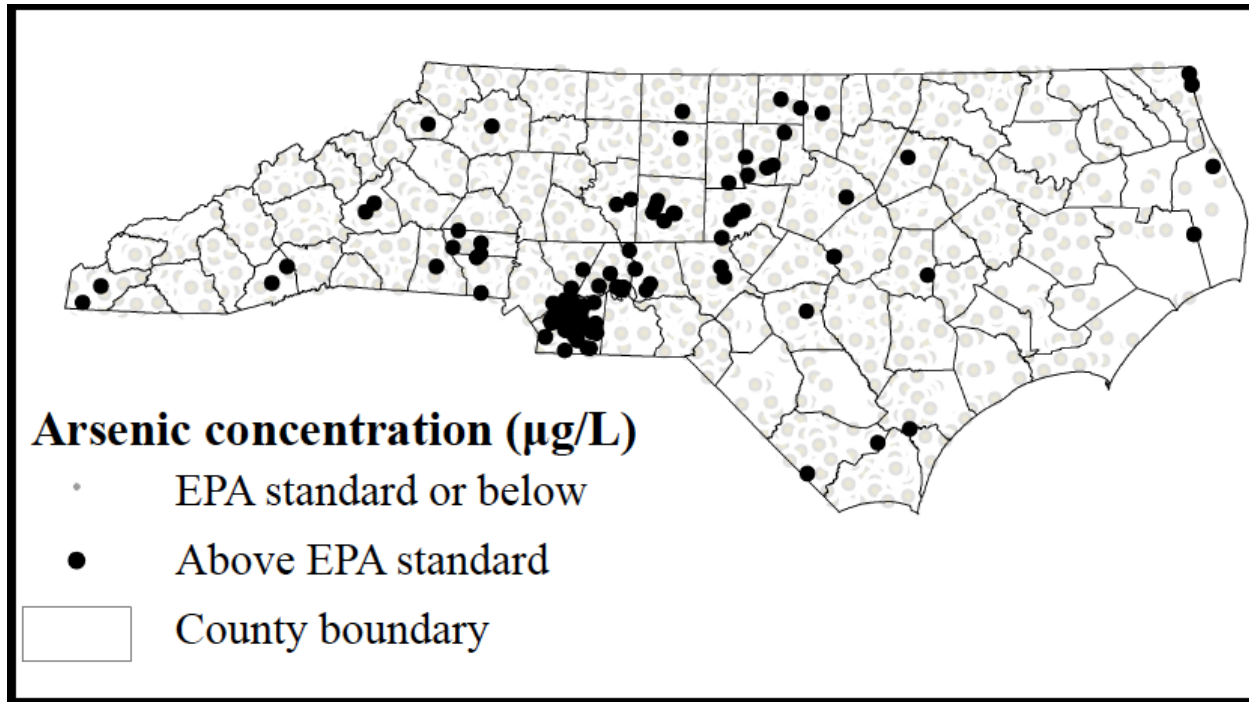 Arsenic concentration (µg/L)
EPA standard or below
Above EPA standard
County boundary